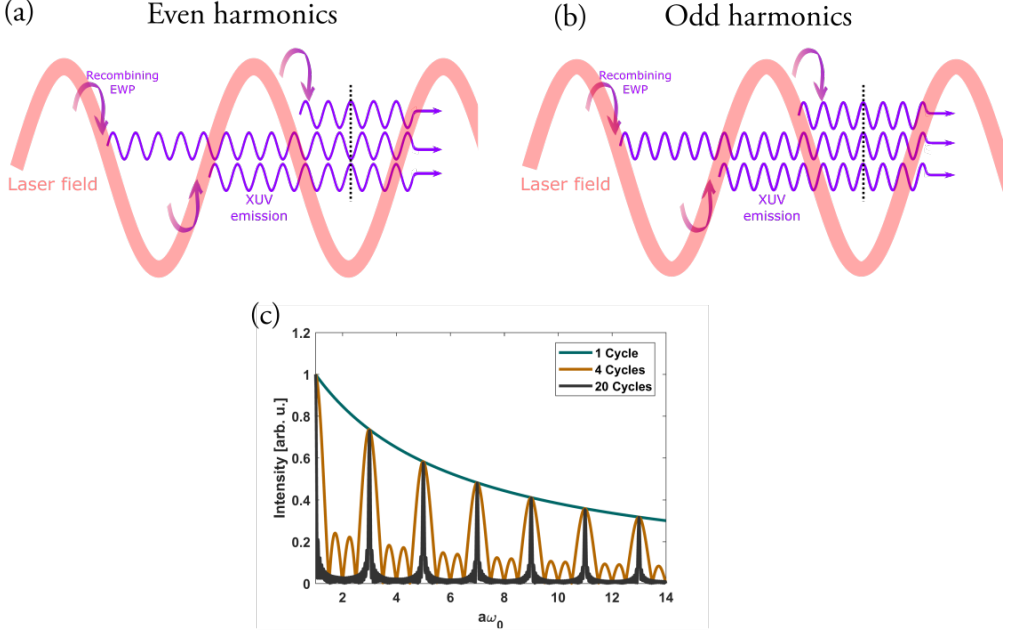 (a)
Even harmonics
Recombining
EWP
Laser field
XUV
emission
(b)
Odd harmonics
Recombining
EWP
Laser field
XUV
emission
(c)
1.2
1
0.8
0.6
0.4
0.2
0
Intensity [arb. u.]
1 Cycle
4 Cycles
20 Cycles
2 4 6 8 10 12 14
aω₀